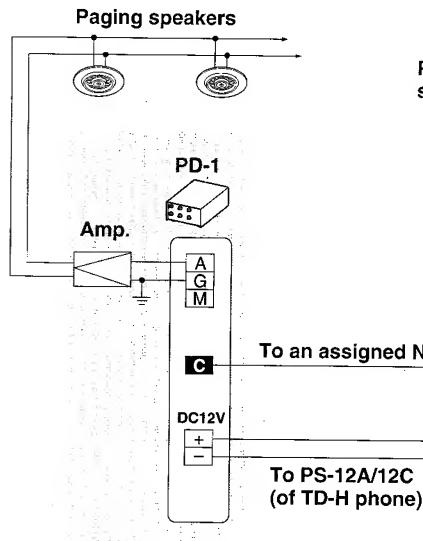 Paging speakers
PD-1
Amp.
A
G
M
C
To an assigned N
DC12V
+
−
To PS-12A/12C
(of TD-H phone)